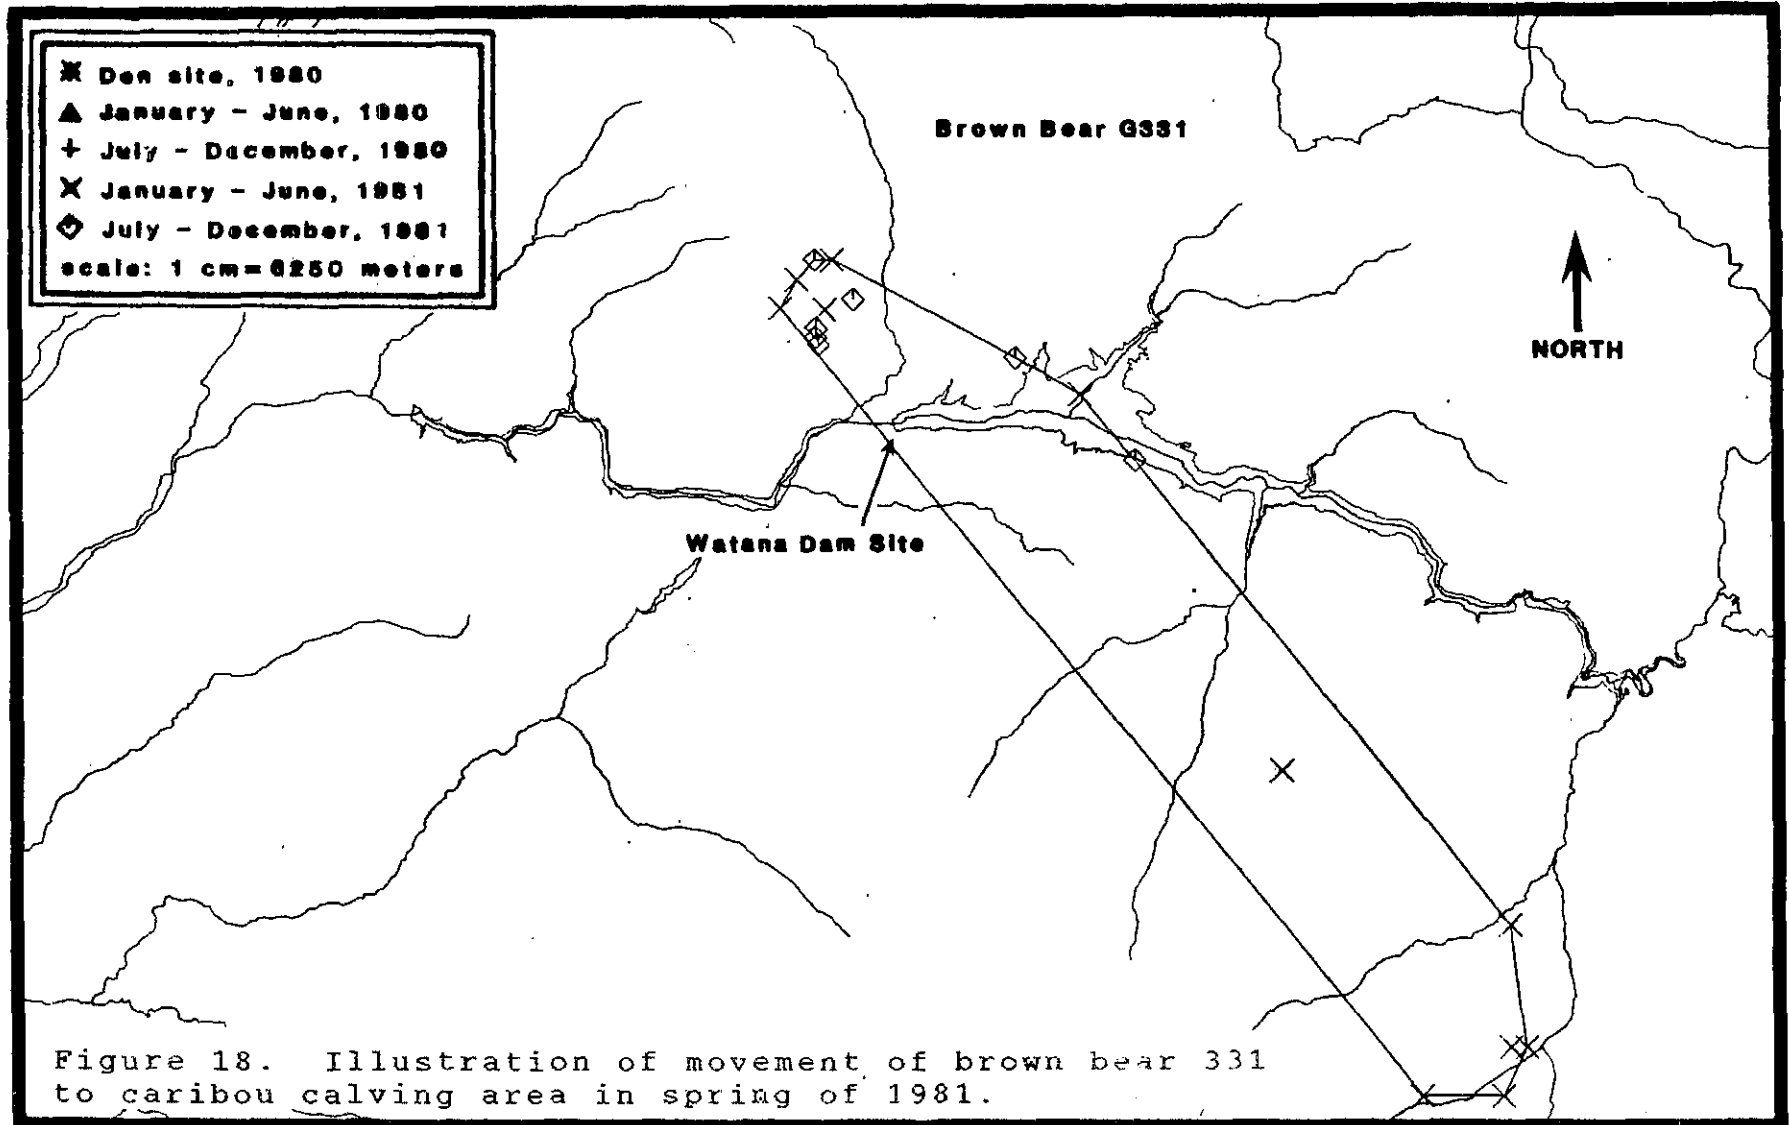 Den site, 1980
January - June, 1980
July - December, 1980
January - June, 1981
July - December, 1981
scale: 1 cm=6250 meters
Brown Bear G331
NORTH
Watana Dam Site
Figure 18. Illustration of movement of brown bear 331
to caribou calving area in spring of 1981.